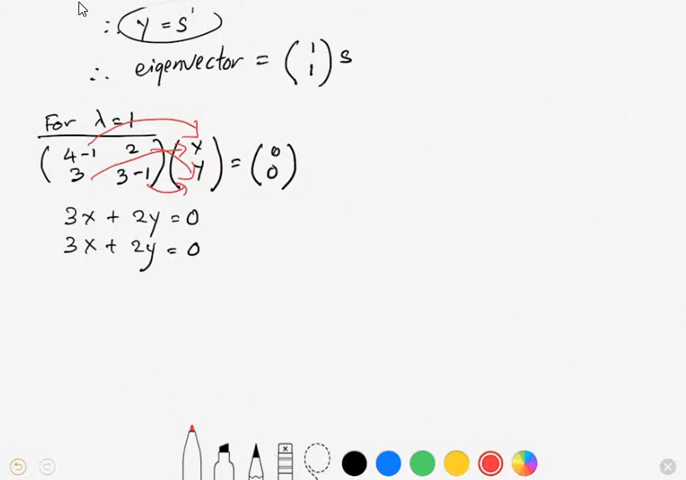 ∴ y = s
∴ eigenvector = (1 1) s
For λ = 1
(4-1 2
3 3-1) (x
y) = (0
0)
3x + 2y = 0
3x + 2y = 0